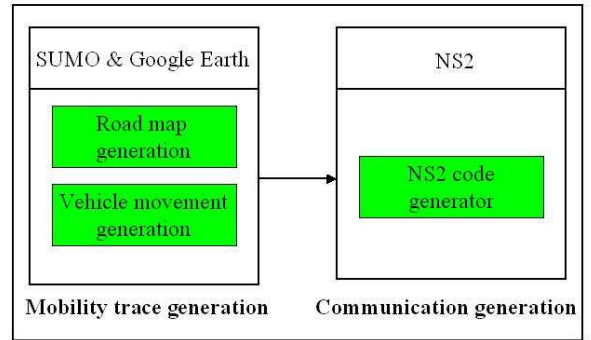 SUMO & Google Earth
Road map
generation
Vehicle movement
generation
Mobility trace generation
NS2
NS2 code
generator
Communication generation